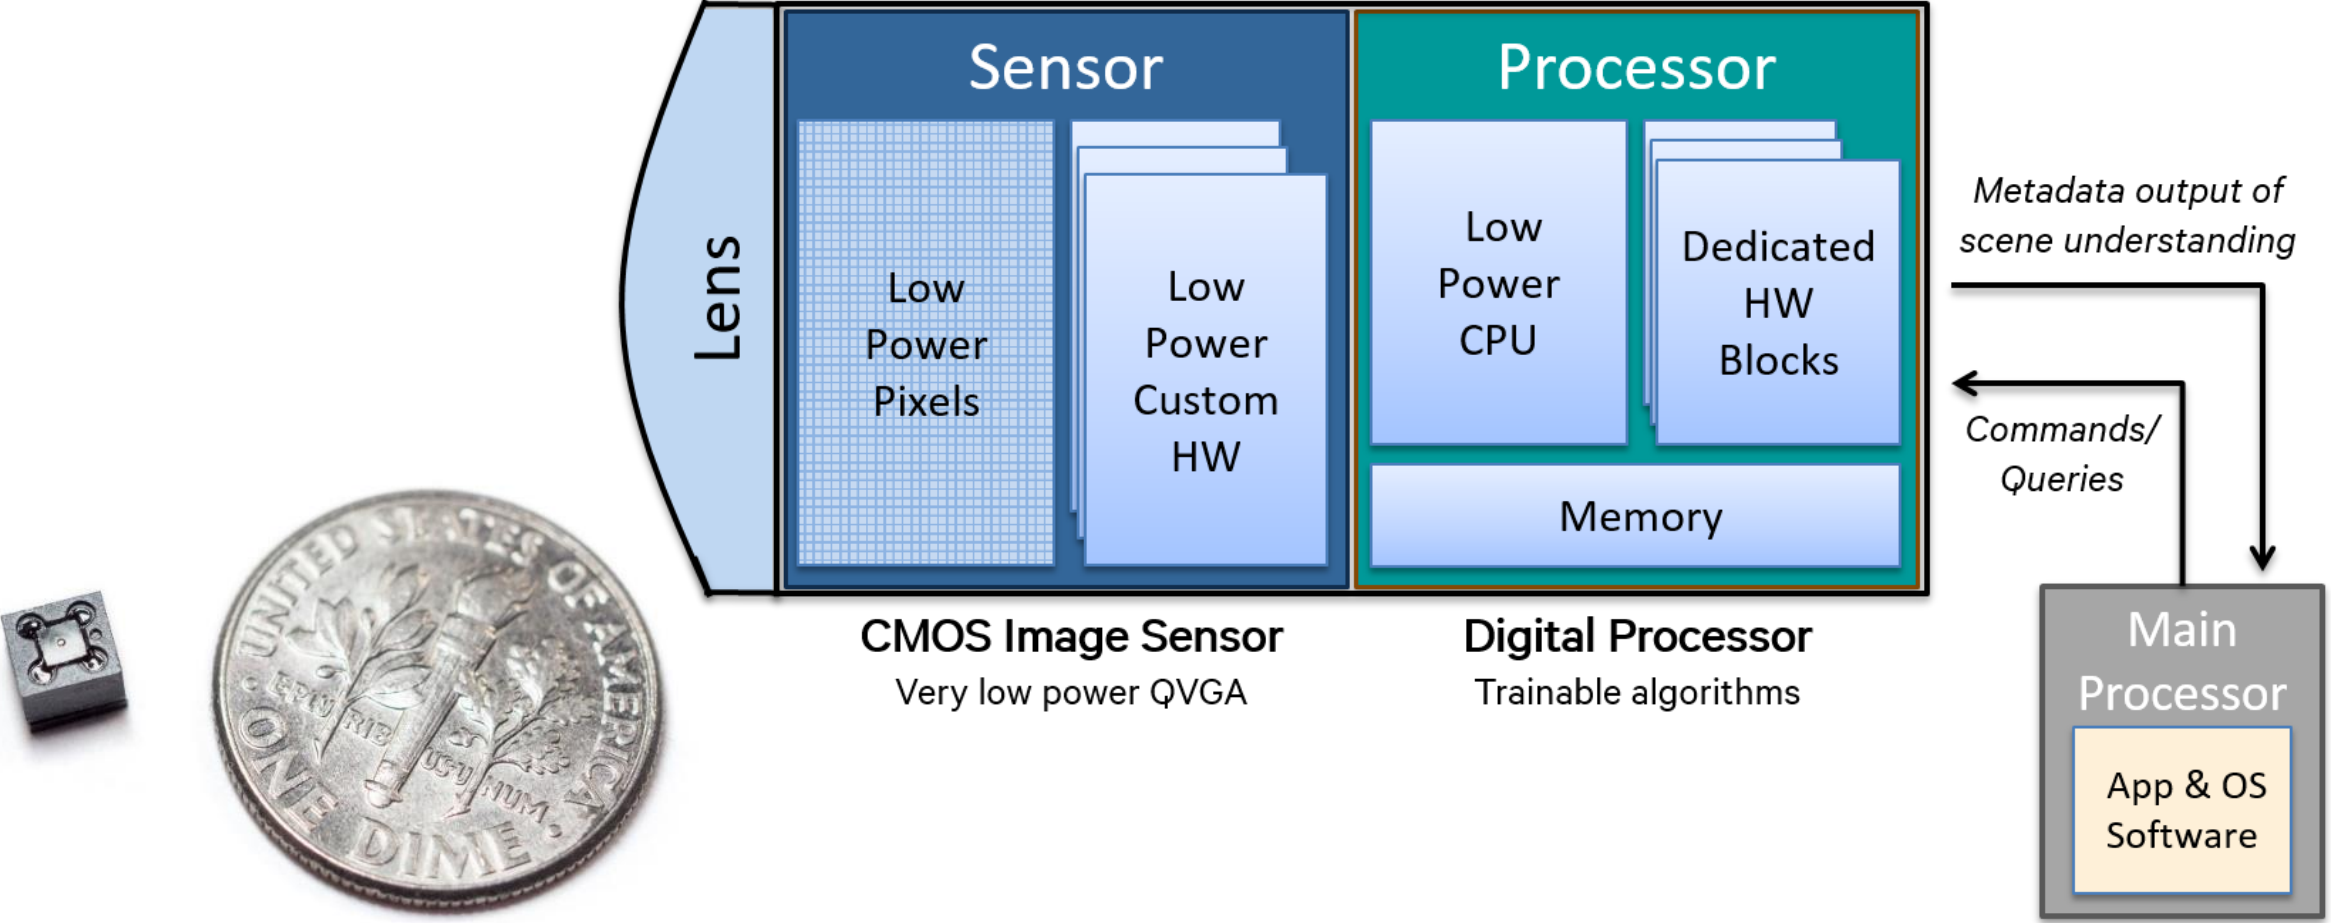 Lens
Sensor
Low
Power
Pixels
Low
Power
Custom
HW
Processor
Low
Power
CPU
Dedicated
HW
Blocks
Memory
CMOS Image Sensor
Very low power QVGA
Digital Processor
Trainable algorithms
Metadata output of
scene understanding
Commands/
Queries
Main
Processor
App & OS
Software
UNITED STATES OF AMERICA
E PLURIBUS UNUM
ONE DIME